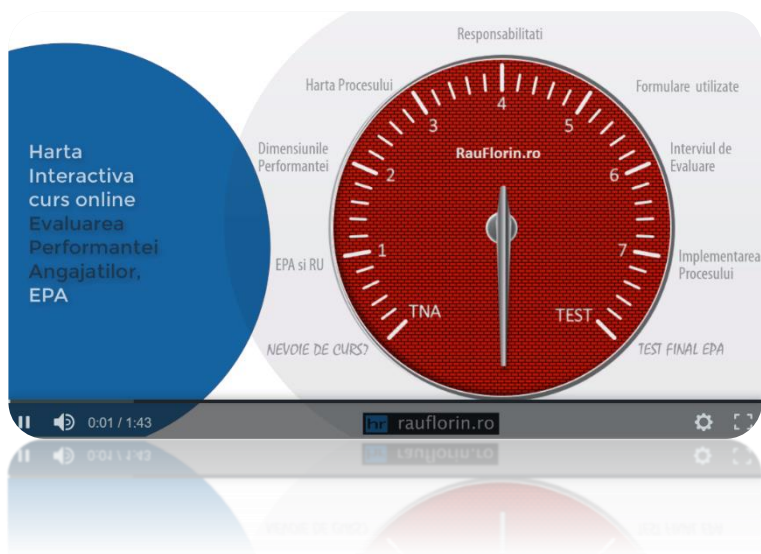 Harta
Interactiva
curs online
Evaluarea
Performantei
Angajatilor,
EPA
Responsabilitati
Harta Procesului
Formulare utilizate
Dimensiunile
Performantei
Interviul de
Evaluare
EPA si RU
Implementarea
Procesului
NEVOIE DE CURS?
TEST FINAL EPA
RauFlorin.ro
1
2
3
4
5
6
7
TNA
TEST
0:01 / 1:43
hr rauflorin.ro